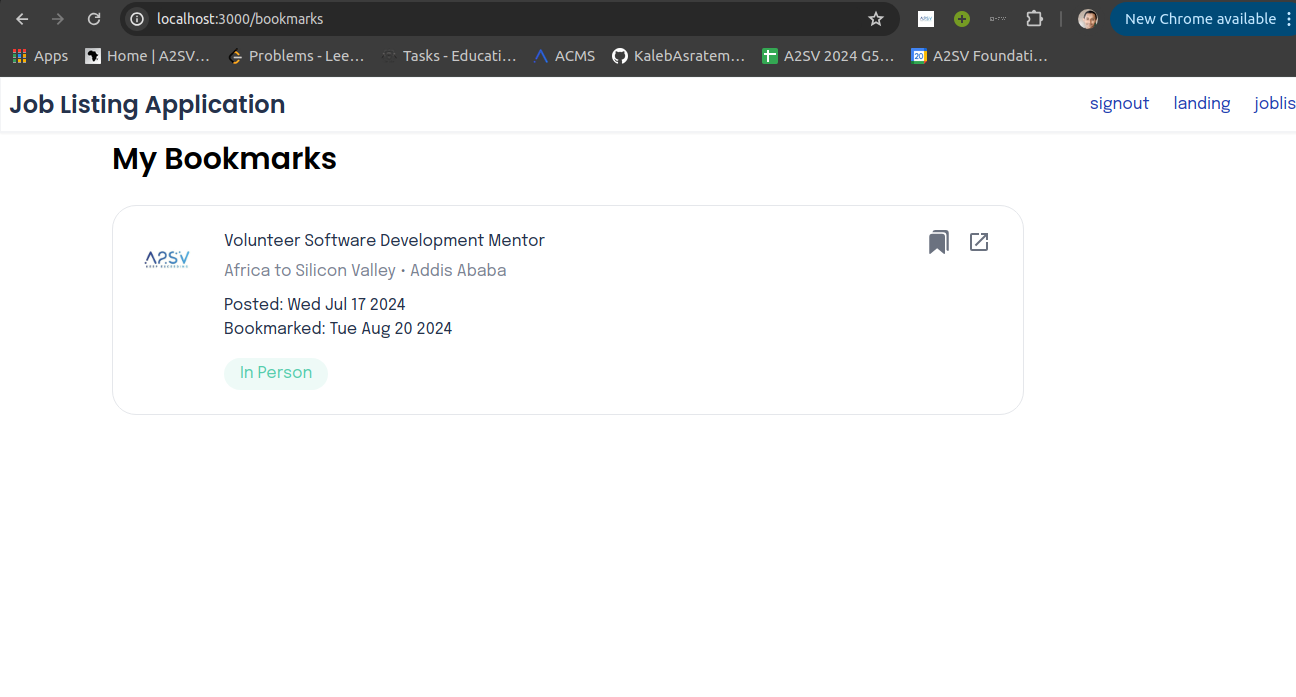 localhost:3000/bookmarks
New Chrome available
Apps
Home | A2SV...
Problems - Lee...
Tasks - Educati...
ACMS
KalebAsratem...
A2SV 2024 G5...
20
A2SV Foundati...
Job Listing Application
signout
landing
joblis
My Bookmarks
A2SV
Volunteer Software Development Mentor
Africa to Silicon Valley • Addis Ababa
Posted: Wed Jul 17 2024
Bookmarked: Tue Aug 20 2024
In Person